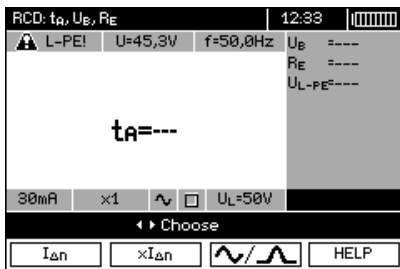 RCD: tA, UB, RE 12:33
L-PE! U=45,3V f=50,0Hz UB =---
RE =---
UL-PE=---
tA=---
30mA x1 UL=50V
Choose
IΔn xIΔn / HELP